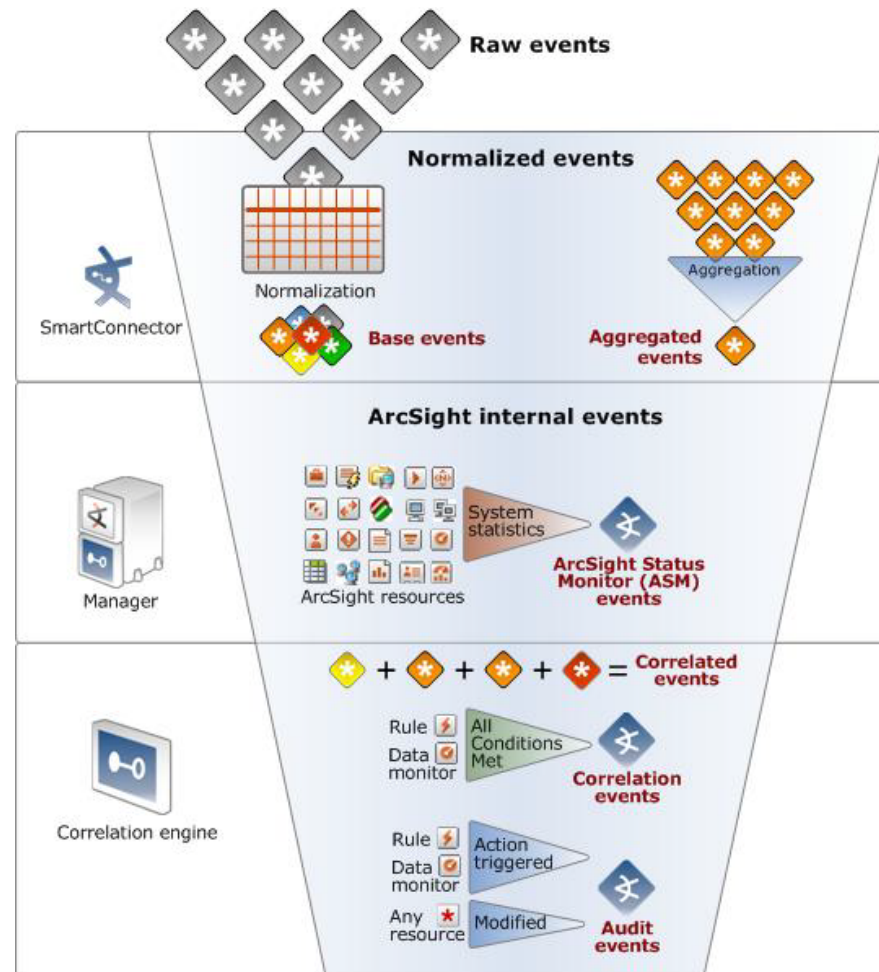 Raw events
Normalized events
Aggregation
Normalization
SmartConnector
Base events
Aggregated
events
ArcSight internal events
System
statistics
ArcSight Status
Monitor (ASM)
events
ArcSight resources
Manager
+ + + = Correlated
events
Rule
Data
monitor
All
Conditions
Met
Correlation
events
Correlation engine
Rule
Data
monitor
Action
triggered
Any
resource
Modified
Audit
events